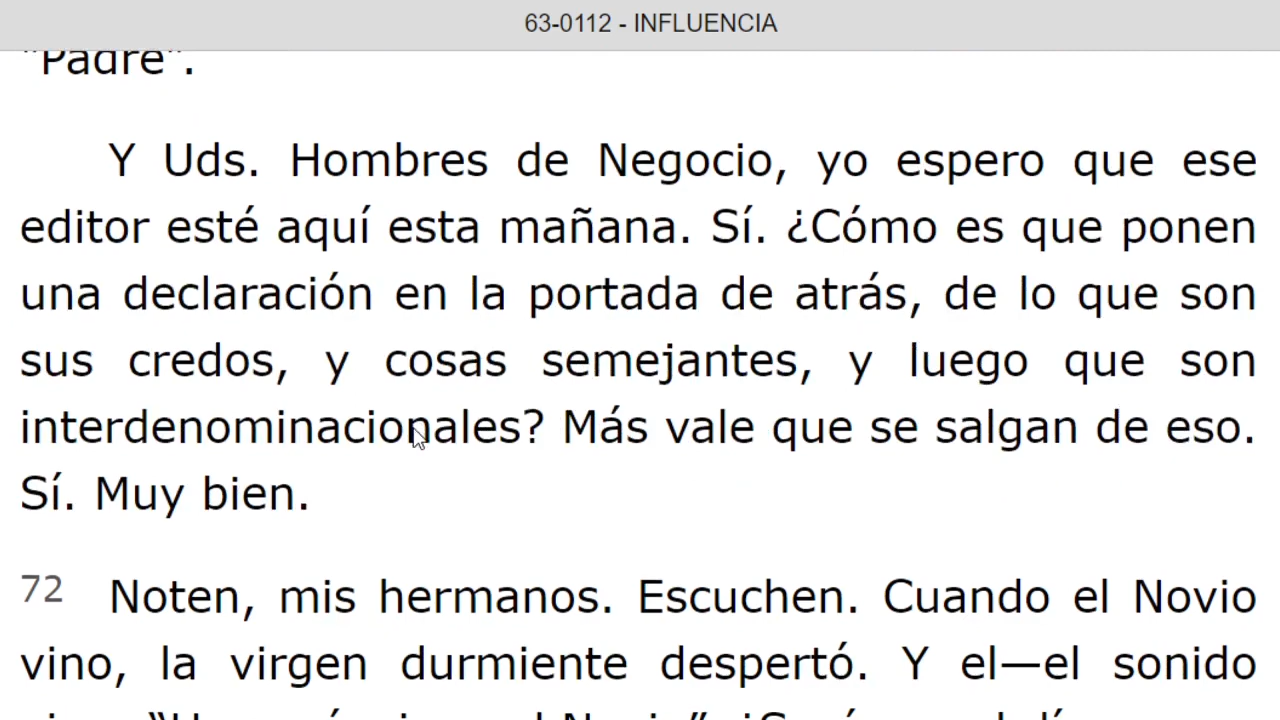 63-0112 - INFLUENCIA
"Padre".
Y Uds. Hombres de Negocio, yo espero que ese
editor esté aquí esta mañana. Sí. ¿Cómo es que ponen
una declaración en la portada de atrás, de lo que son
sus credos, y cosas semejantes, y luego que son
interdenominacionales? Más vale que se salgan de eso.
Sí. Muy bien.
72 Noten, mis hermanos. Escuchen. Cuando el Novio
vino, la virgen durmiente despertó. Y el—el sonido